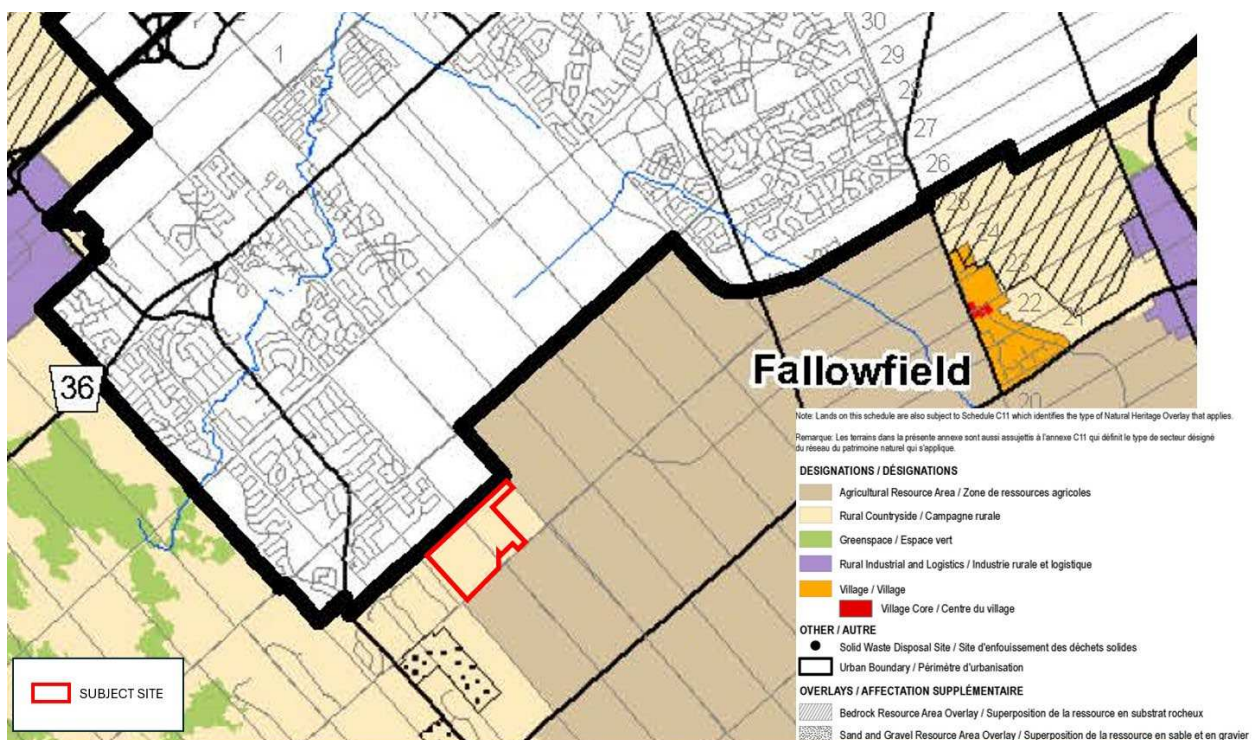 30
29
28
1
27
26
25
24
23
22
21
20
36
Fallowfield
Note: Lands on this schedule are also subject to Schedule C11 which identifies the type of Natural Heritage Overlay that applies.
Remarque: Les terrains dans la présente annexe sont aussi assujettis à l'annexe C11 qui définit le type de secteur désigné
du réseau du patrimoine naturel qui s'applique.
DESIGNATIONS / DÉSIGNATIONS
Agricultural Resource Area / Zone de ressources agricoles
Rural Countryside / Campagne rurale
Greenspace / Espace vert
Rural Industrial and Logistics / Industrie rurale et logistique
Village / Village
Village Core / Centre du village
OTHER / AUTRE
Solid Waste Disposal Site / Site d'enfouissement des déchets solides
Urban Boundary / Périmètre d'urbanisation
OVERLAYS / AFFECTATION SUPPLÉMENTAIRE
Bedrock Resource Area Overlay / Superposition de la ressource en substrat rocheux
Sand and Gravel Resource Area Overlay / Superposition de la ressource en sable et en gravier
SUBJECT SITE